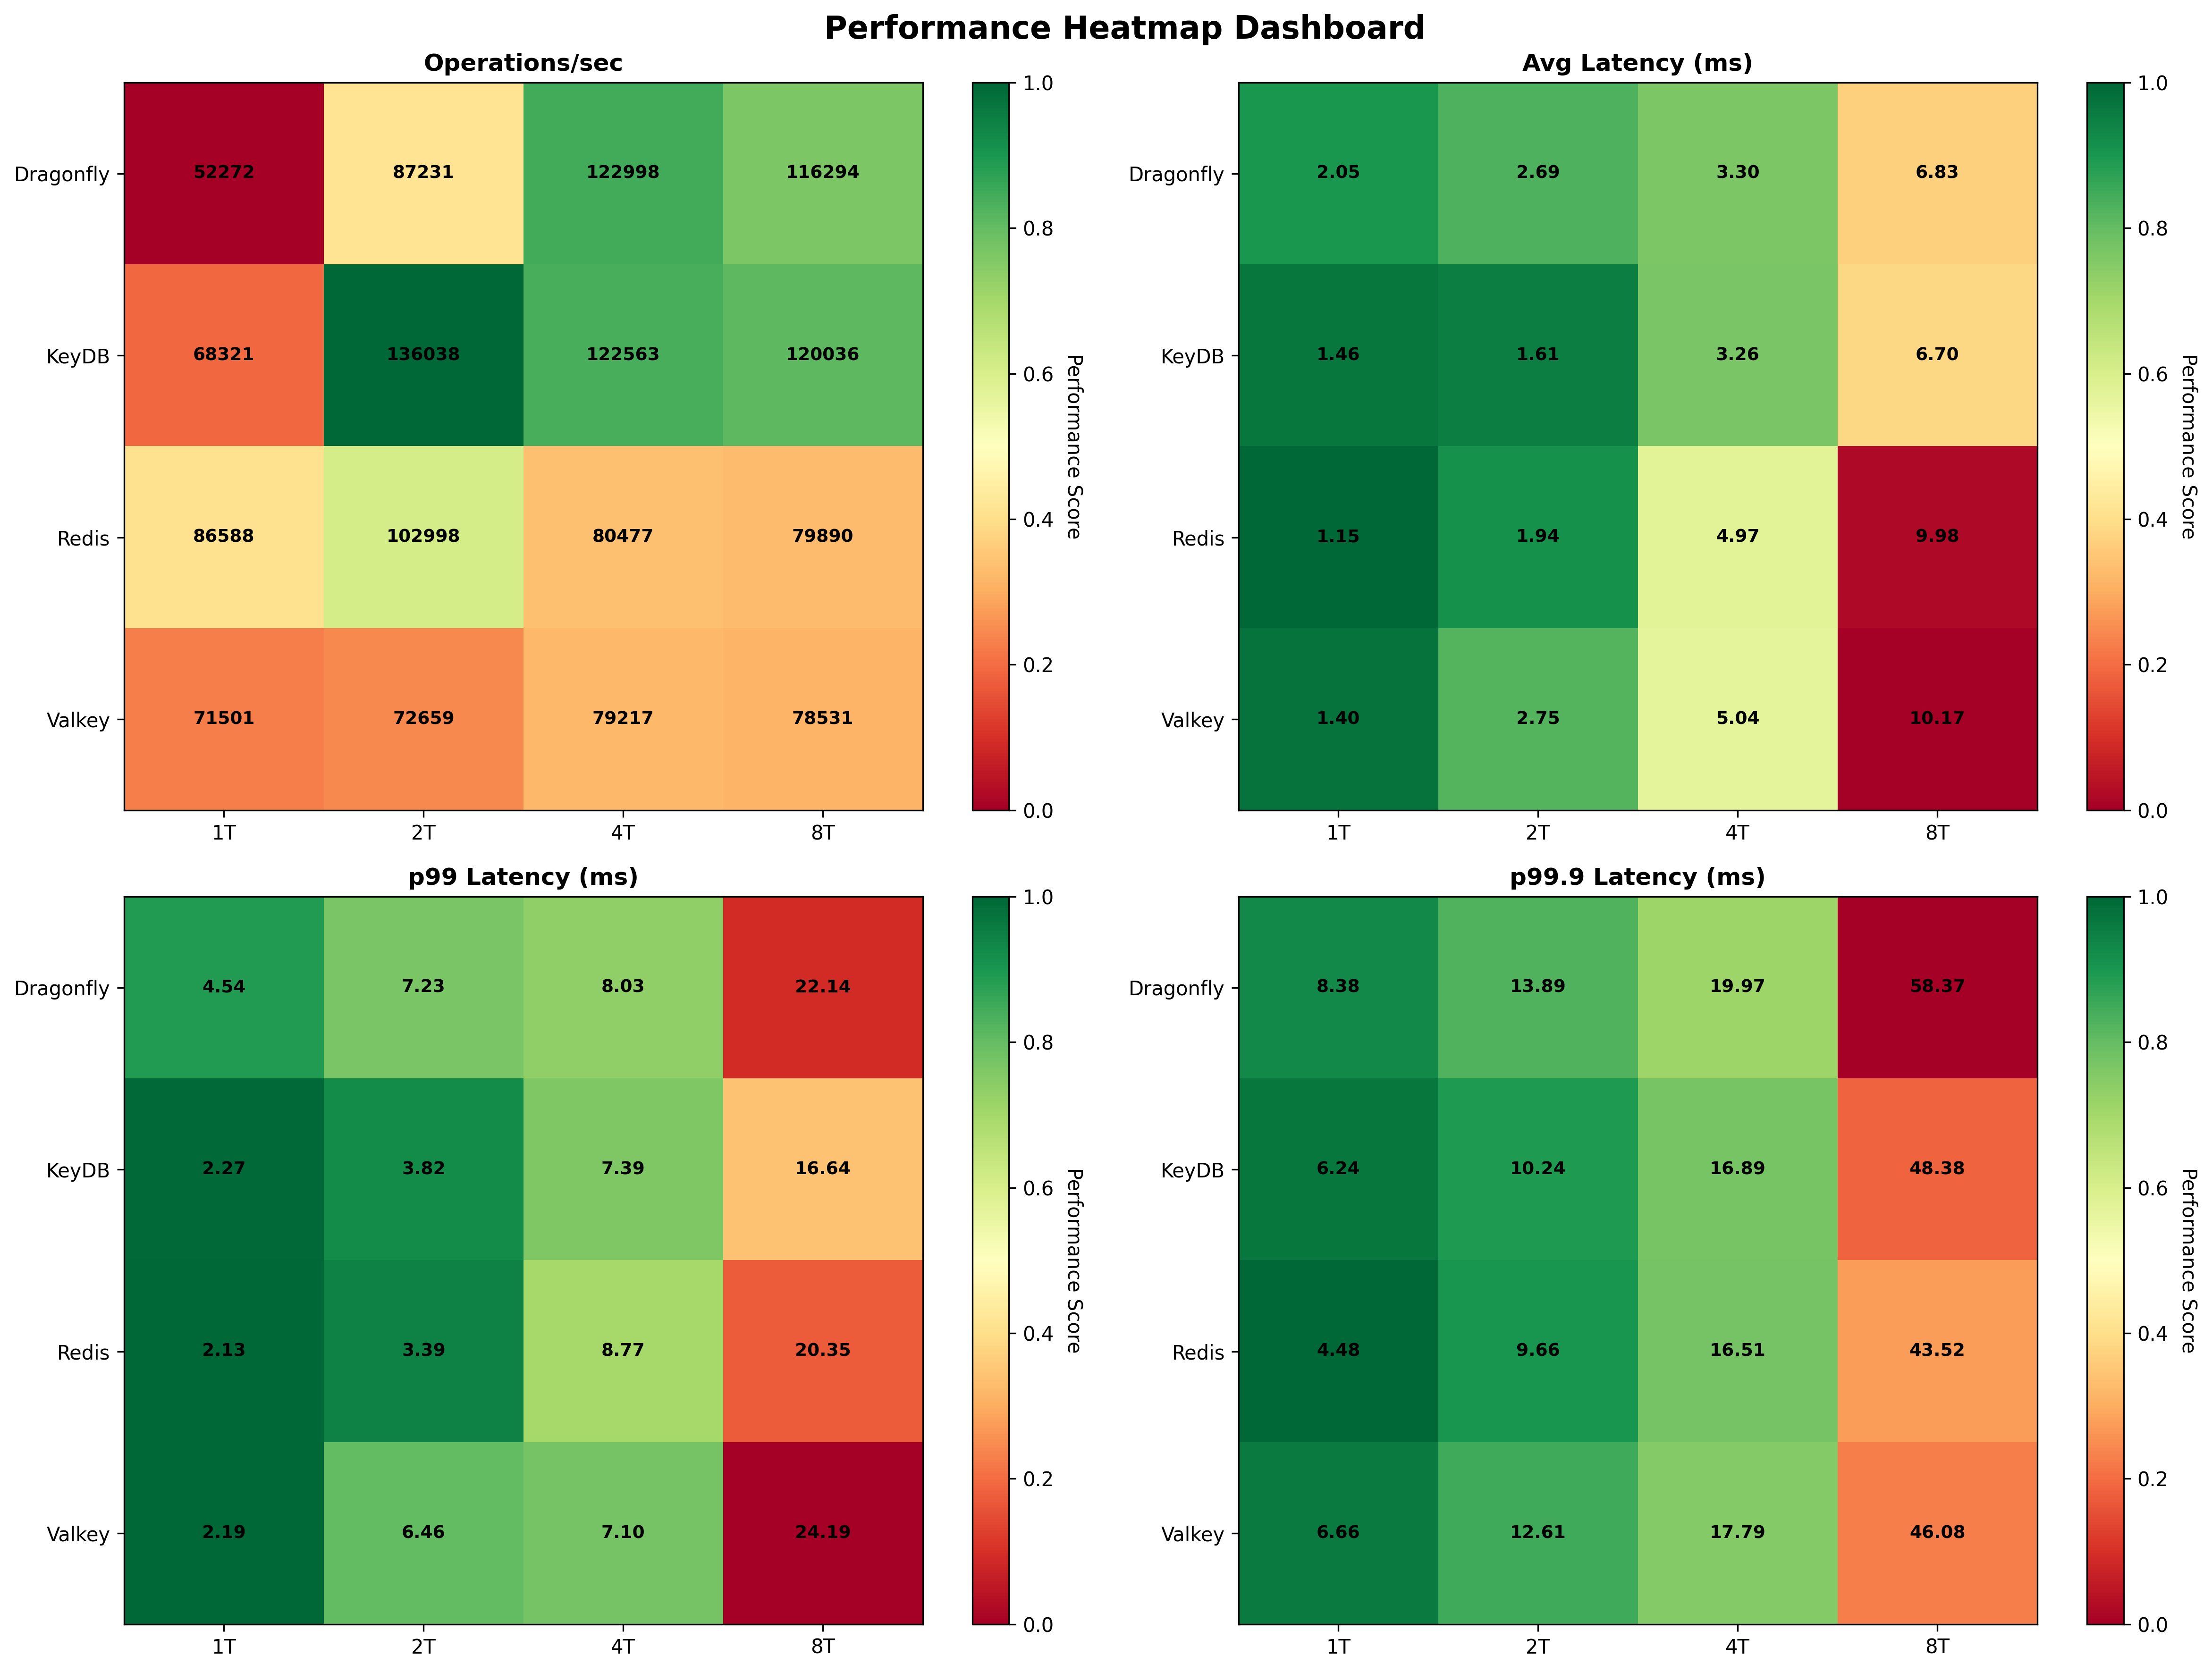 Performance Heatmap Dashboard
Operations/sec
Dragonfly 52272 87231 122998 116294
KeyDB 68321 136038 122563 120036
Redis 86588 102998 80477 79890
Valkey 71501 72659 79217 78531
1T 2T 4T 8T
1.0
0.8
0.6
0.4
0.2
0.0
Performance Score
Avg Latency (ms)
Dragonfly 2.05 2.69 3.30 6.83
KeyDB 1.46 1.61 3.26 6.70
Redis 1.15 1.94 4.97 9.98
Valkey 1.40 2.75 5.04 10.17
1T 2T 4T 8T
1.0
0.8
0.6
0.4
0.2
0.0
Performance Score
p99 Latency (ms)
Dragonfly 4.54 7.23 8.03 22.14
KeyDB 2.27 3.82 7.39 16.64
Redis 2.13 3.39 8.77 20.35
Valkey 2.19 6.46 7.10 24.19
1T 2T 4T 8T
1.0
0.8
0.6
0.4
0.2
0.0
Performance Score
p99.9 Latency (ms)
Dragonfly 8.38 13.89 19.97 58.37
KeyDB 6.24 10.24 16.89 48.38
Redis 4.48 9.66 16.51 43.52
Valkey 6.66 12.61 17.79 46.08
1T 2T 4T 8T
1.0
0.8
0.6
0.4
0.2
0.0
Performance Score